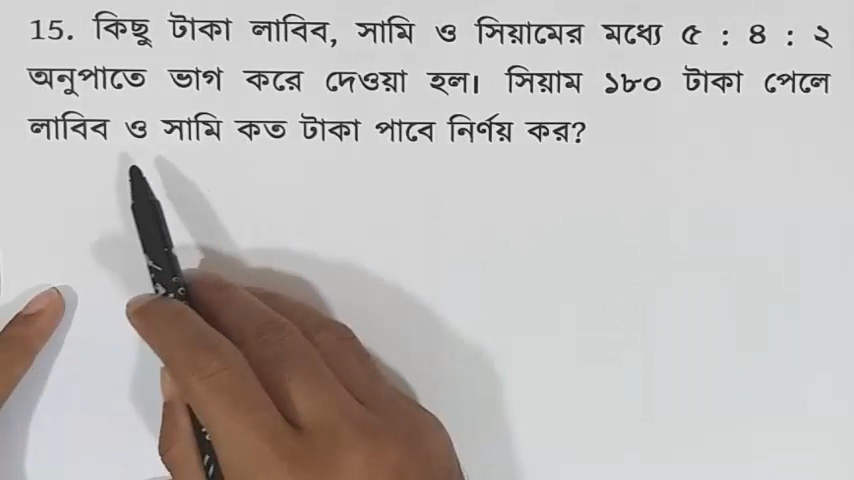 15. কিছু টাকা লাবিব, সামি ও সিয়ামের মধ্যে ৫ : ৪ : ২
অনুপাতে ভাগ করে দেওয়া হল। সিয়াম ১৮০ টাকা পেলে
লাবিব ও সামি কত টাকা পাবে নির্ণয় কর?